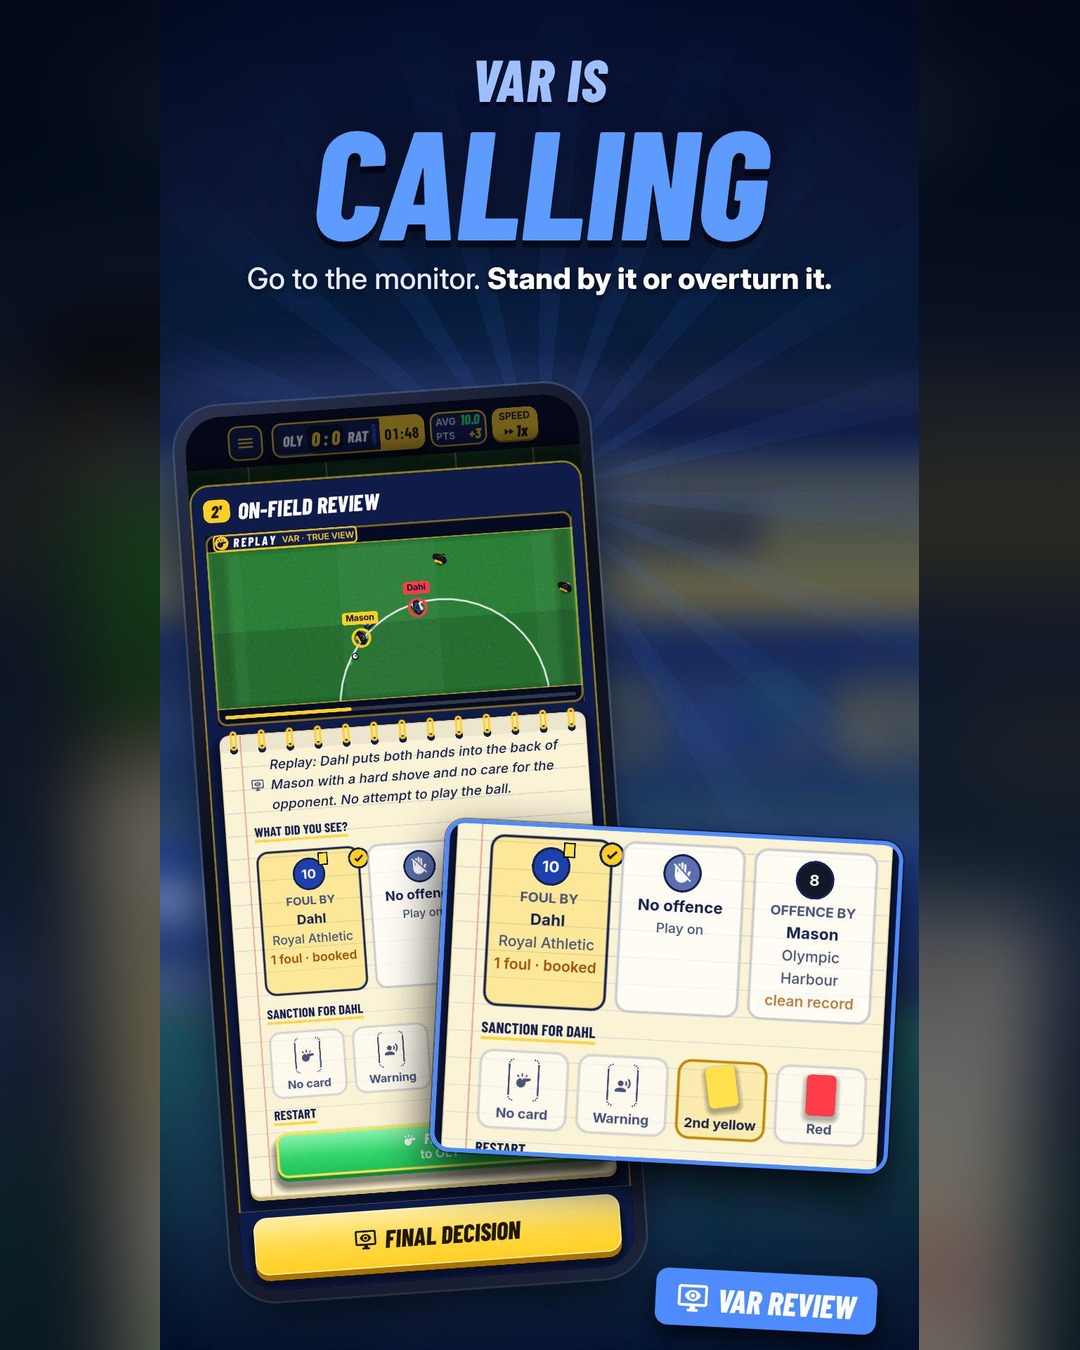 VAR IS
CALLING
Go to the monitor. Stand by it or overturn it.
OLY 0:0 RAT 01:48
AVG 10.0
PTS +3
SPEED
1x
2' ON-FIELD REVIEW
REPLAY VAR · TRUE VIEW
Dahl
Mason
Replay: Dahl puts both hands into the back of
Mason with a hard shove and no care for the
opponent. No attempt to play the ball.
WHAT DID YOU SEE?
10
FOUL BY
Dahl
Royal Athletic
1 foul · booked
Play on
SANCTION FOR DAHL
No card
Warning
RESTART
to
FINAL DECISION
10
FOUL BY
Dahl
Royal Athletic
1 foul · booked
No offence
Play on
8
OFFENCE BY
Mason
Olympic
Harbour
clean record
SANCTION FOR DAHL
No card
Warning
2nd yellow
Red
RESTART
VAR REVIEW